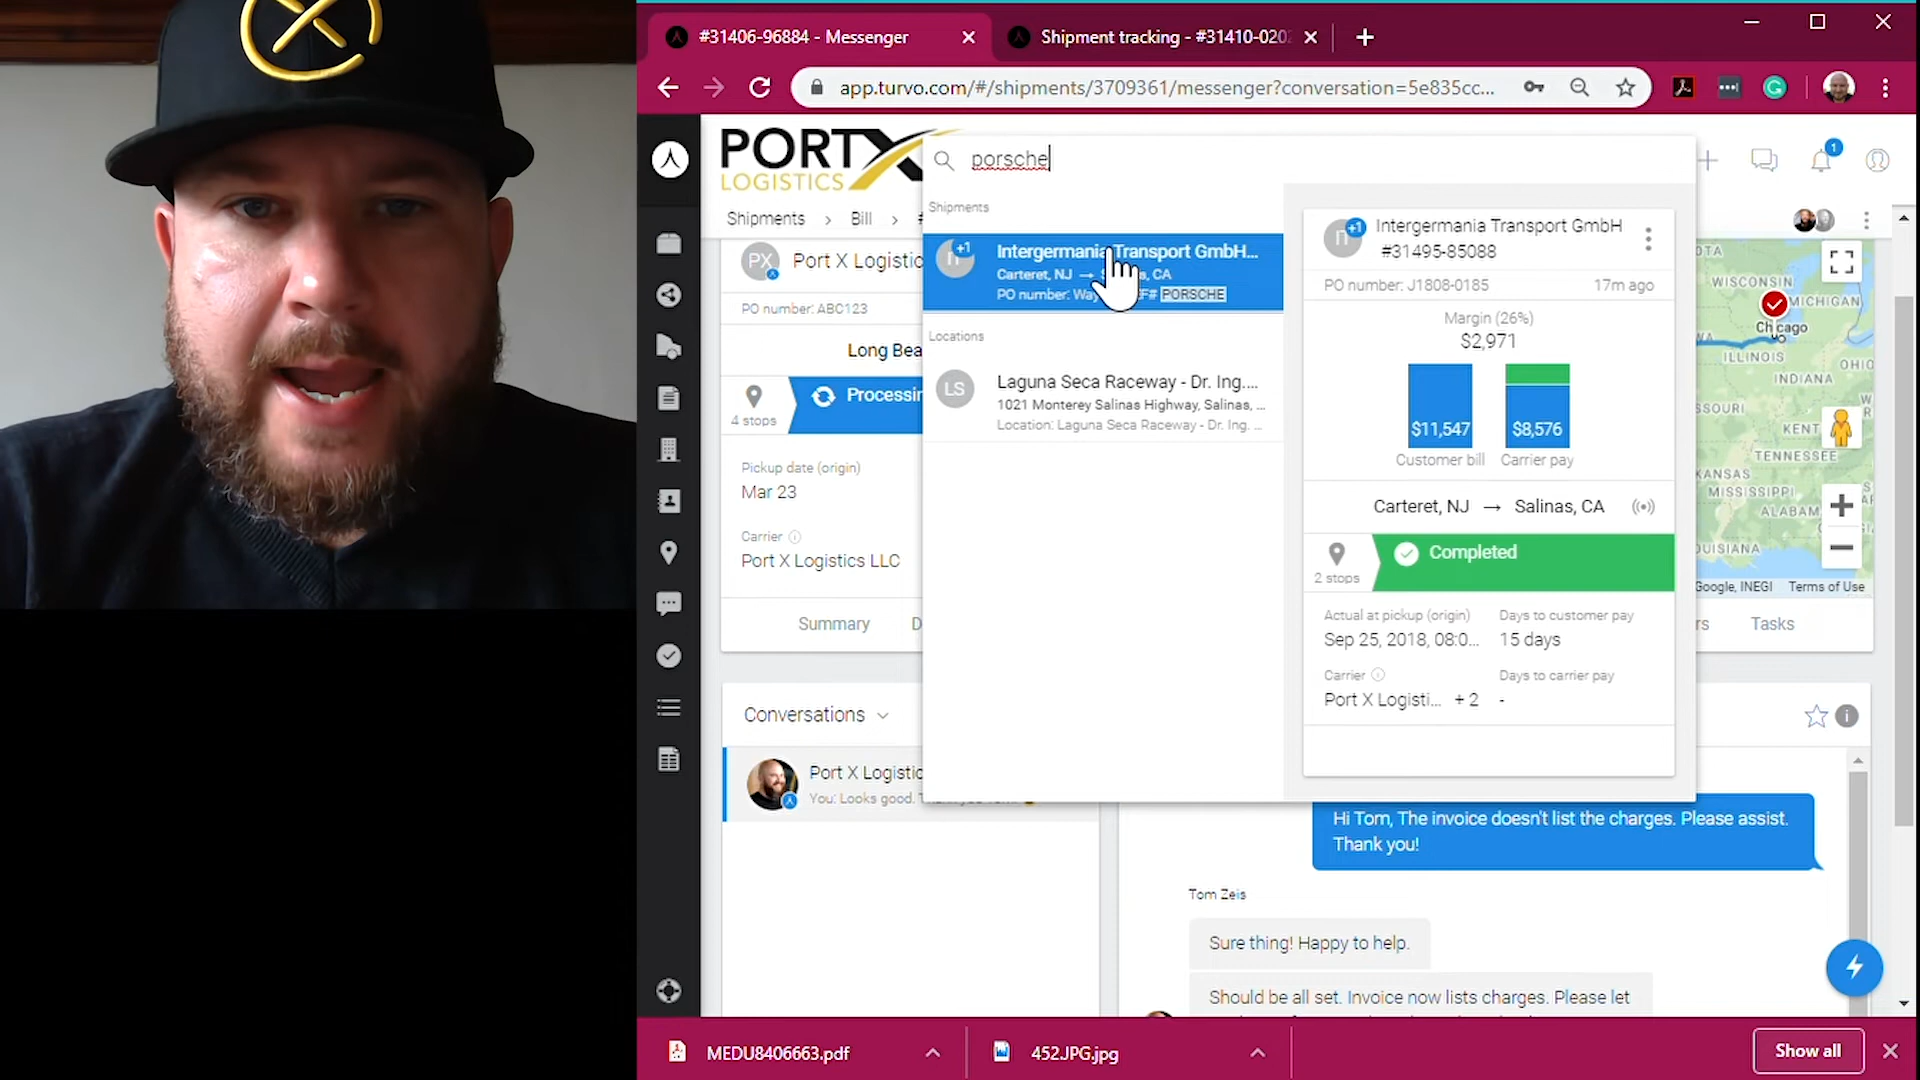 #31406-96884 - Messenger
Shipment tracking - #31410-020
app.turvo.com/#/shipments/3709361/messenger?conversation=5e835cc...
PORTX
LOGISTICS
porsche
1
Shipments > Bill >
Shipments
+1
Intergermania Transport GmbH...
Carteret, NJ → CA
PO number: PORSCHE
Locations
LS
Laguna Seca Raceway - Dr. Ing....
1021 Monterey Salinas Highway, Salinas, ...
Location: Laguna Seca Raceway - Dr. Ing. ...
+1
Intergermania Transport GmbH
#31495-85088
PO number: J1808-0185
17m ago
Margin (26%)
$2,971
$11,547
$8,576
Customer bill
Carrier pay
Carteret, NJ → Salinas, CA
2 stops
Completed
Actual at pickup (origin)
Sep 25, 2018, 08:0...
Days to customer pay
15 days
Carrier
Port X Logisti... + 2
Days to carrier pay
-
PX
Port X Logistic
PO number: ABC123
Long Bea
4 stops
Processin
Pickup date (origin)
Mar 23
Carrier
Port X Logistics LLC
Summary
Tasks
WISCONSIN
MICHIGAN
Chicago
ILLINOIS
INDIANA
OHIO
TENNESSEE
MISSISSIPPI
Google, INEGI
Terms of Use
Conversations
Port X Logistic
You: Looks good.
Hi Tom, The invoice doesn't list the charges. Please assist.
Thank you!
Tom Zeis
Sure thing! Happy to help.
Should be all set. Invoice now lists charges. Please let
MEDU8406663.pdf
452.JPG.jpg
Show all